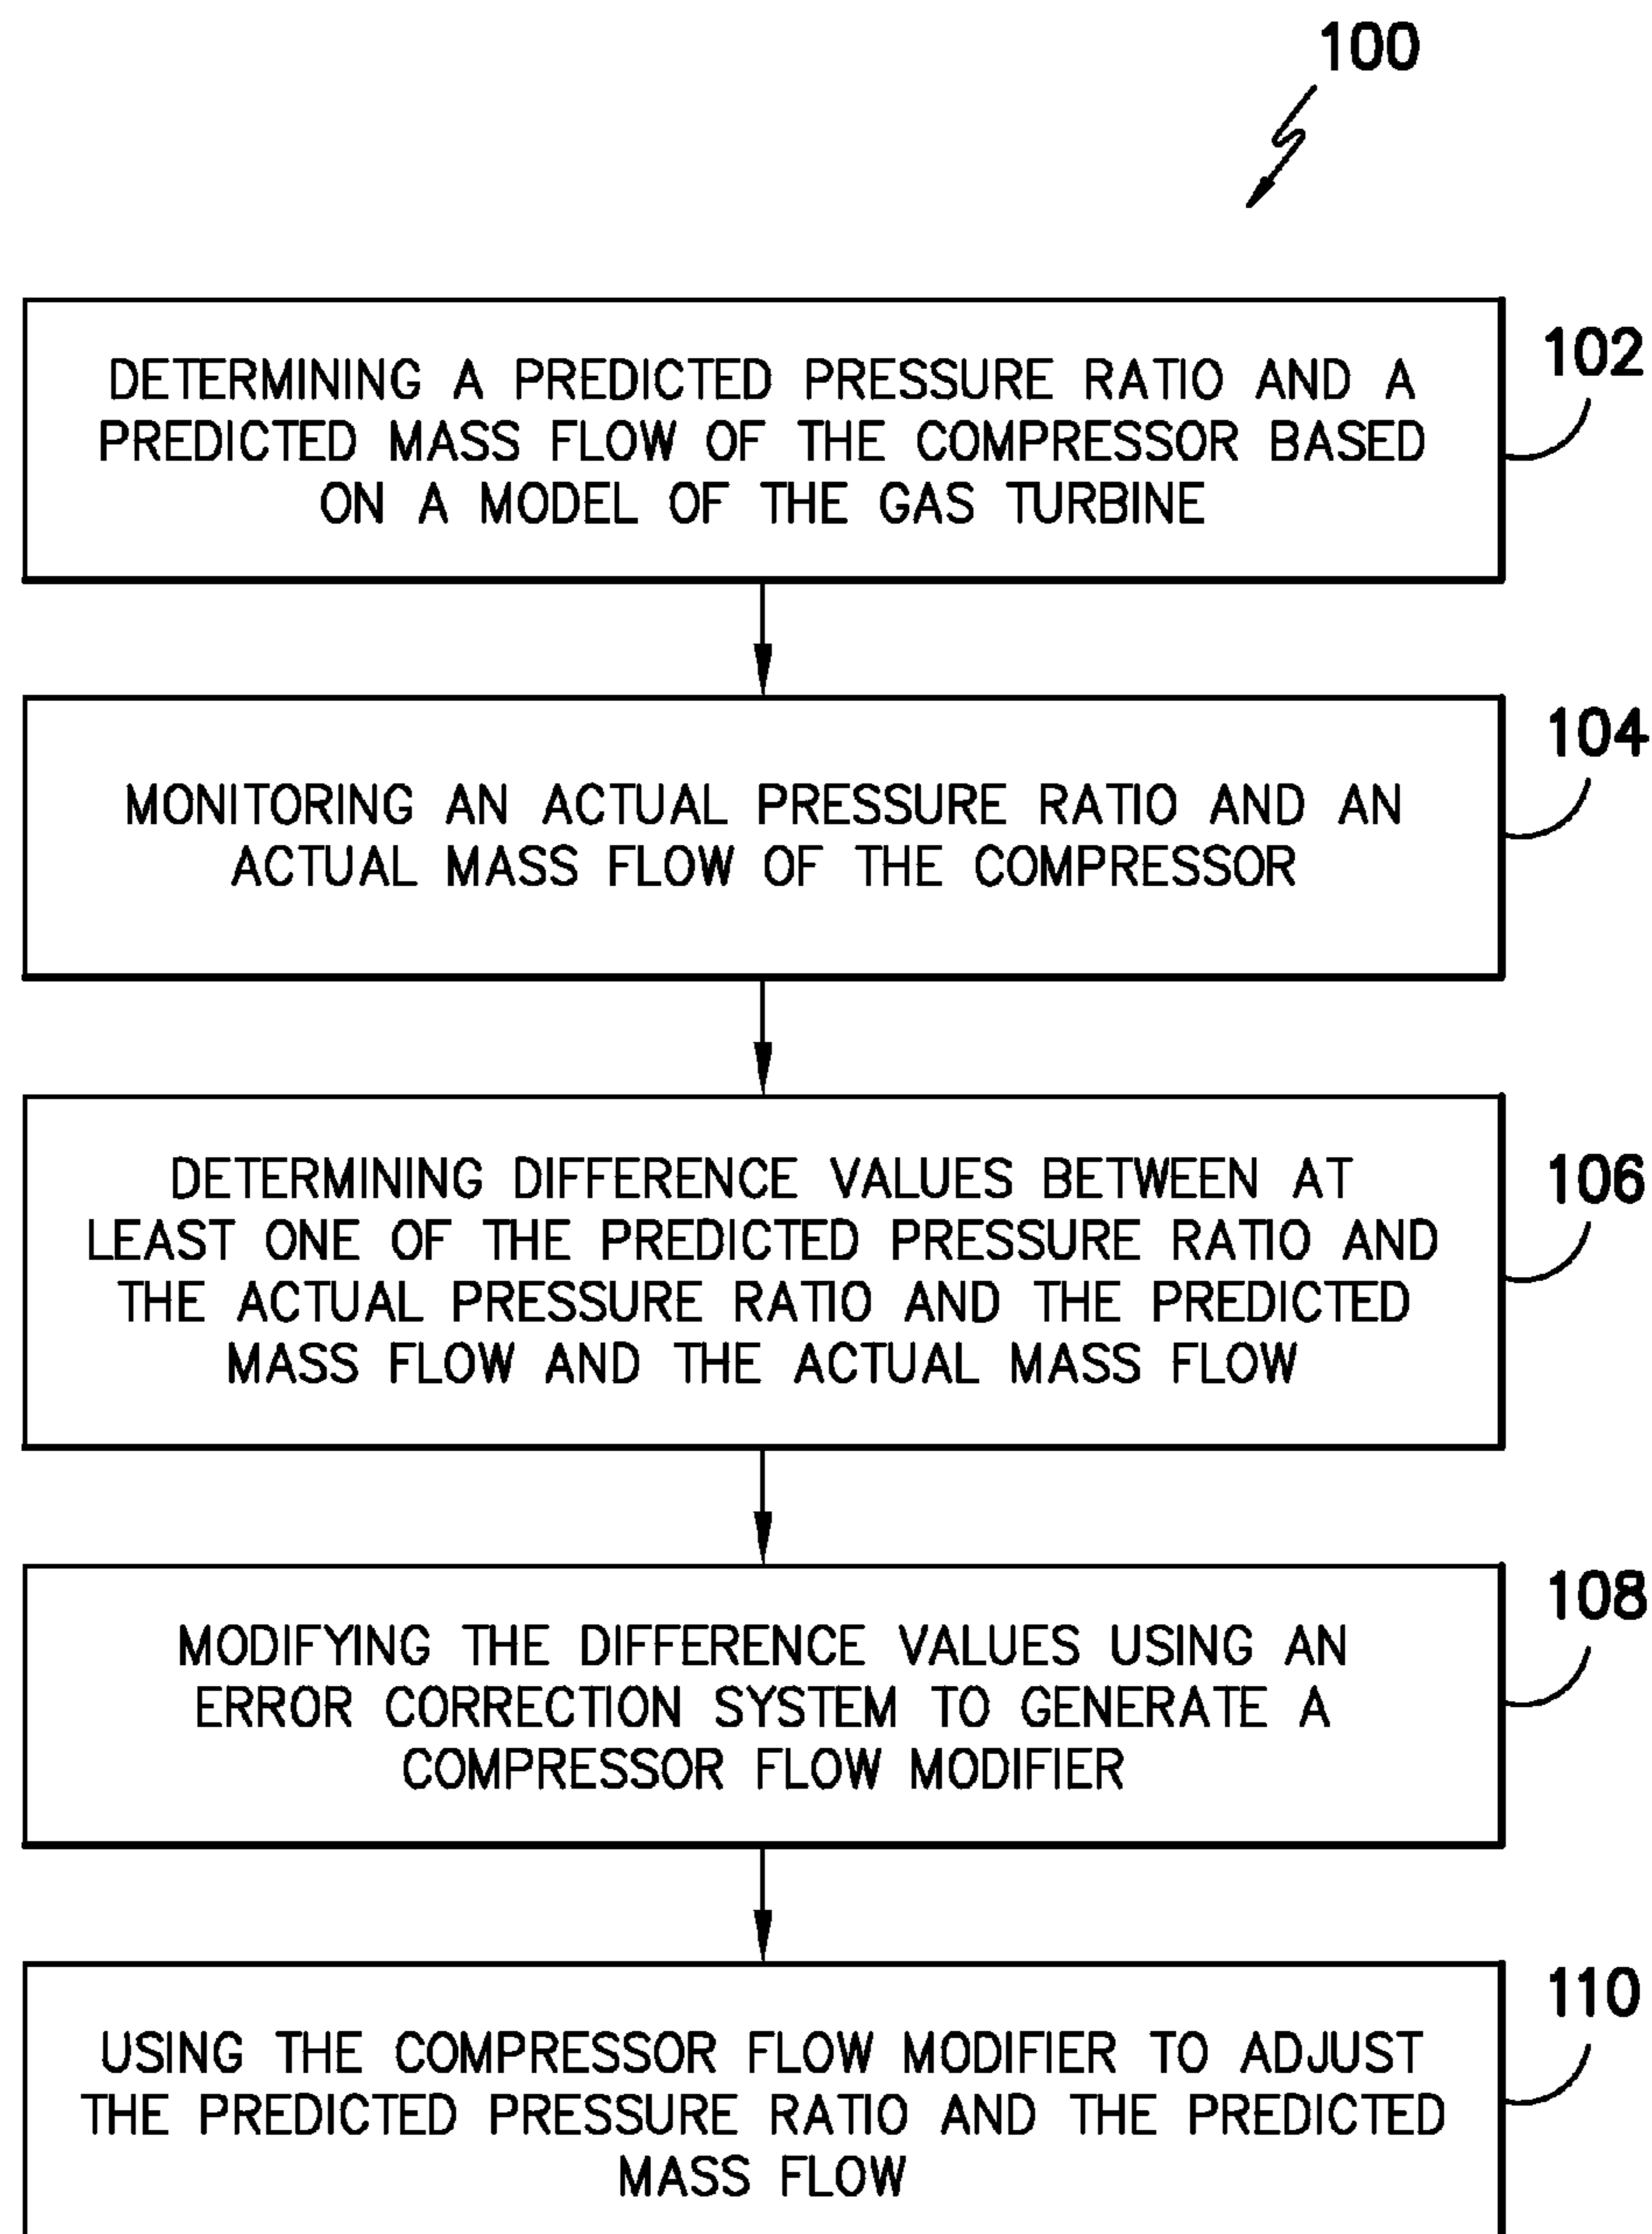 100
DETERMINING A PREDICTED PRESSURE RATIO AND A
PREDICTED MASS FLOW OF THE COMPRESSOR BASED
ON A MODEL OF THE GAS TURBINE
102
MONITORING AN ACTUAL PRESSURE RATIO AND AN
ACTUAL MASS FLOW OF THE COMPRESSOR
104
DETERMINING DIFFERENCE VALUES BETWEEN AT
LEAST ONE OF THE PREDICTED PRESSURE RATIO AND
THE ACTUAL PRESSURE RATIO AND THE PREDICTED
MASS FLOW AND THE ACTUAL MASS FLOW
106
MODIFYING THE DIFFERENCE VALUES USING AN
ERROR CORRECTION SYSTEM TO GENERATE A
COMPRESSOR FLOW MODIFIER
108
USING THE COMPRESSOR FLOW MODIFIER TO ADJUST
THE PREDICTED PRESSURE RATIO AND THE PREDICTED
MASS FLOW
110